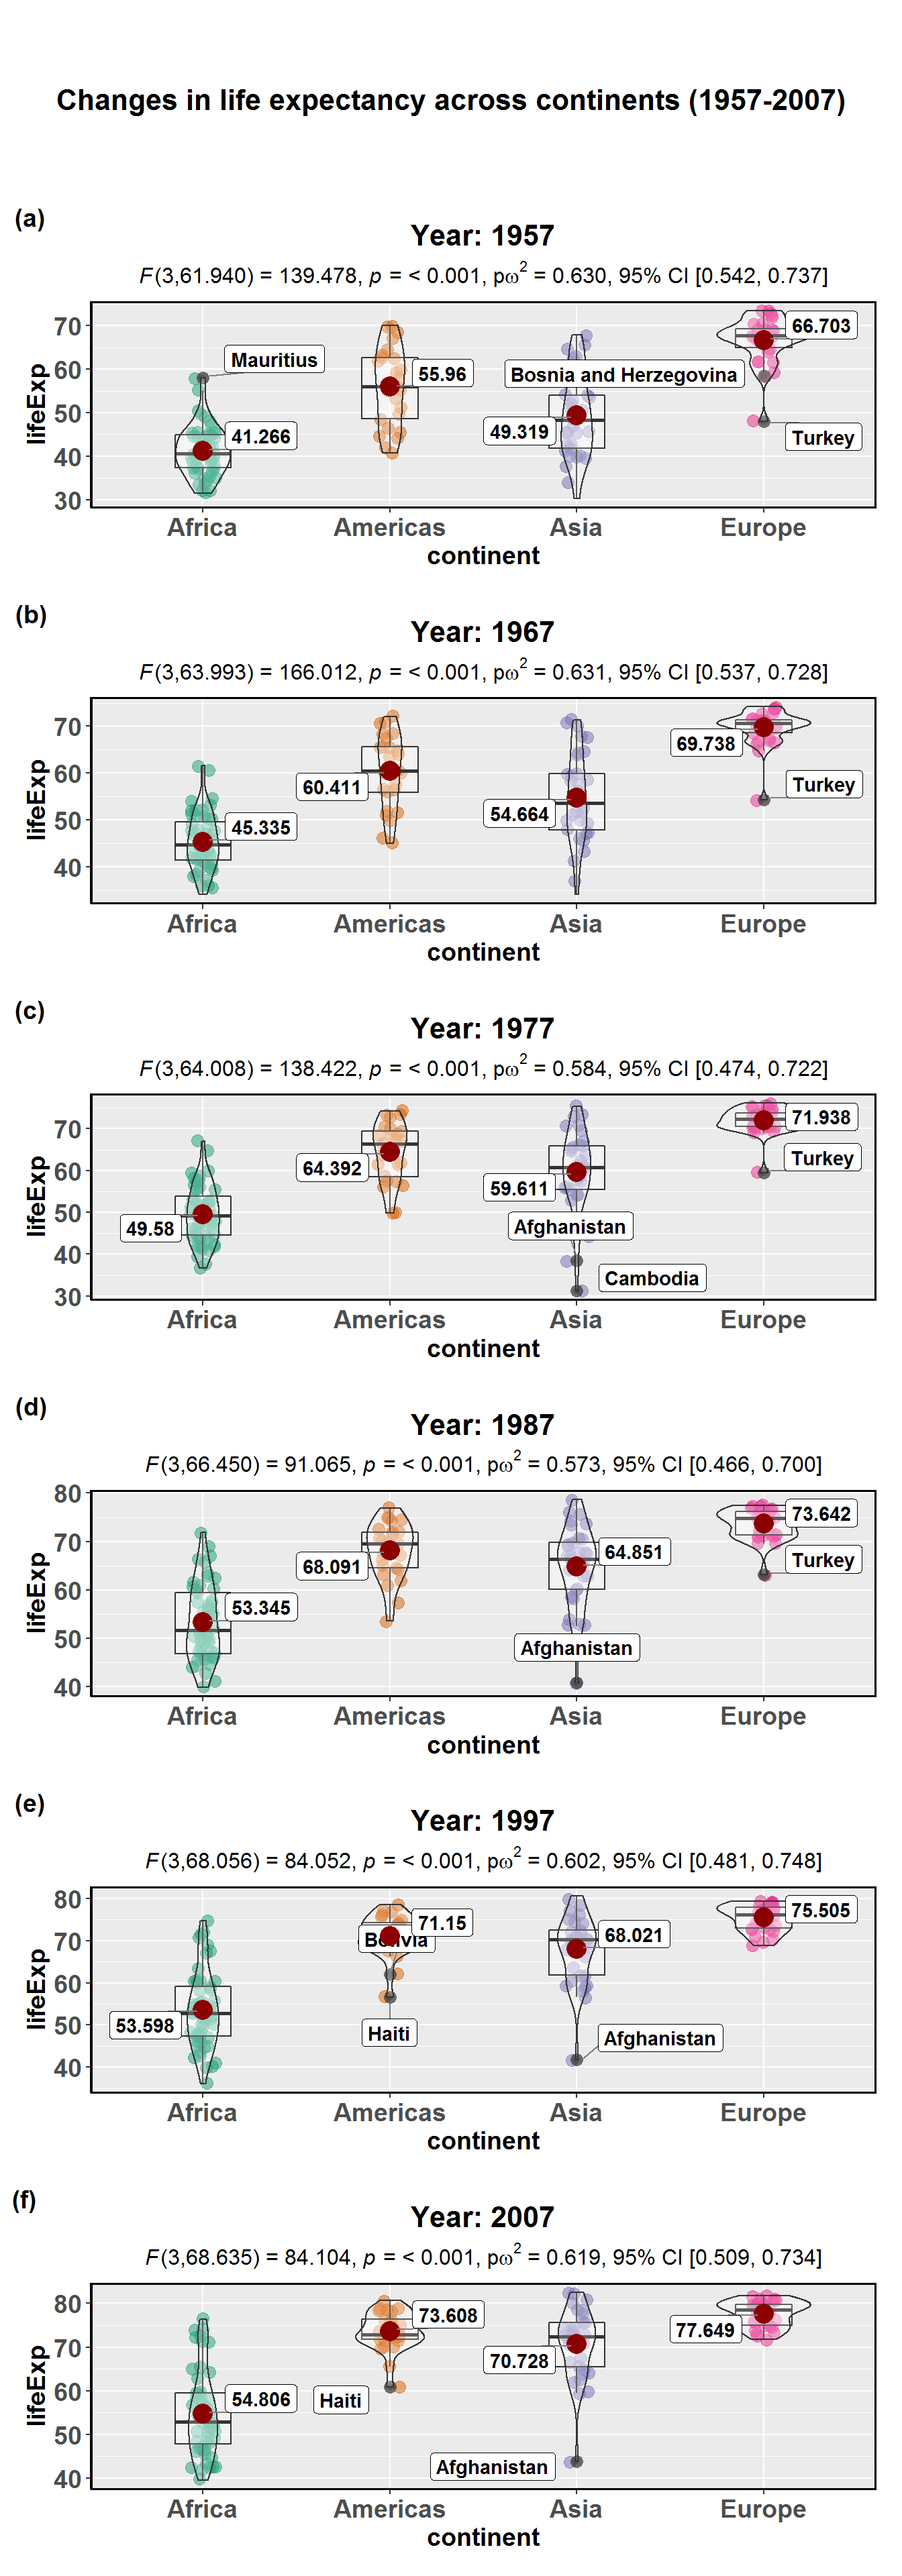 Changes in life expectancy across continents (1957-2007)
(a)
Year: 1957
F(3,61.940) = 139.478, p = < 0.001, pω² = 0.630, 95% CI [0.542, 0.737]
lifeExp
70
60
50
40
30
Mauritius
41.266
55.96
49.319
Bosnia and Herzegovina
66.703
Turkey
Africa Americas Asia Europe
continent
(b)
Year: 1967
F(3,63.993) = 166.012, p = < 0.001, pω² = 0.631, 95% CI [0.537, 0.728]
lifeExp
70
60
50
40
45.335
60.411
54.664
69.738
Turkey
Africa Americas Asia Europe
continent
(c)
Year: 1977
F(3,64.008) = 138.422, p = < 0.001, pω² = 0.584, 95% CI [0.474, 0.722]
lifeExp
70
60
50
40
30
49.58
64.392
59.611
Afghanistan
Cambodia
71.938
Turkey
Africa Americas Asia Europe
continent
(d)
Year: 1987
F(3,66.450) = 91.065, p = < 0.001, pω² = 0.573, 95% CI [0.466, 0.700]
lifeExp
80
70
60
50
40
53.345
68.091
64.851
Afghanistan
73.642
Turkey
Africa Americas Asia Europe
continent
(e)
Year: 1997
F(3,68.056) = 84.052, p = < 0.001, pω² = 0.602, 95% CI [0.481, 0.748]
lifeExp
80
70
60
50
40
53.598
71.15
Bolivia
Haiti
68.021
Afghanistan
75.505
Africa Americas Asia Europe
continent
(f)
Year: 2007
F(3,68.635) = 84.104, p = < 0.001, pω² = 0.619, 95% CI [0.509, 0.734]
lifeExp
80
70
60
50
40
54.806
73.608
Haiti
70.728
Afghanistan
77.649
Africa Americas Asia Europe
continent